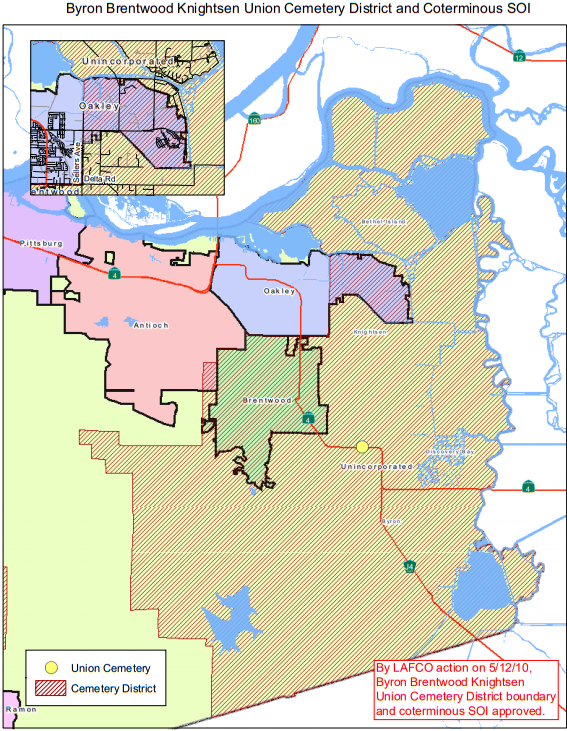 Byron Brentwood Knightsen Union Cemetery District and Coterminous SOI
Unincorporated
Oakley
Sellers Ave
Delta Rd
ntwood
12
160
Bethel Island
Pittsburg
4
Oakley
Antioch
Knightsen
Brentwood
4
Discovery Bay
Unincorporated
4
Byron
J4
Union Cemetery
Cemetery District
Ramon
By LAFCO action on 5/12/10,
Byron Brentwood Knightsen
Union Cemetery District boundary
and coterminous SOI approved.